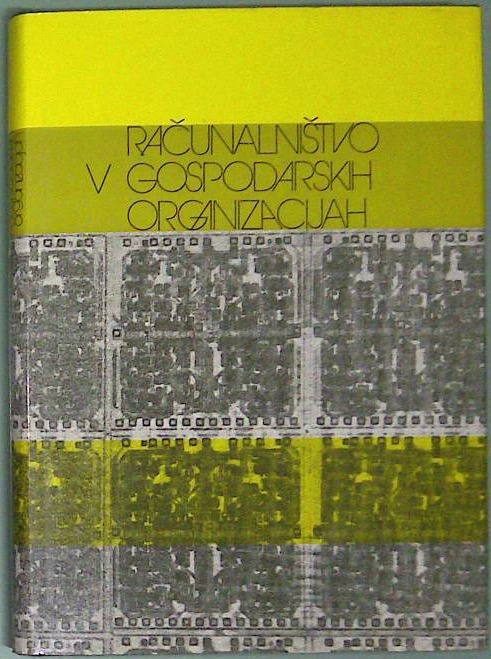 RAČUNALNIŠTVO
V GOSPODARSKIH
ORGANIZACIJAH